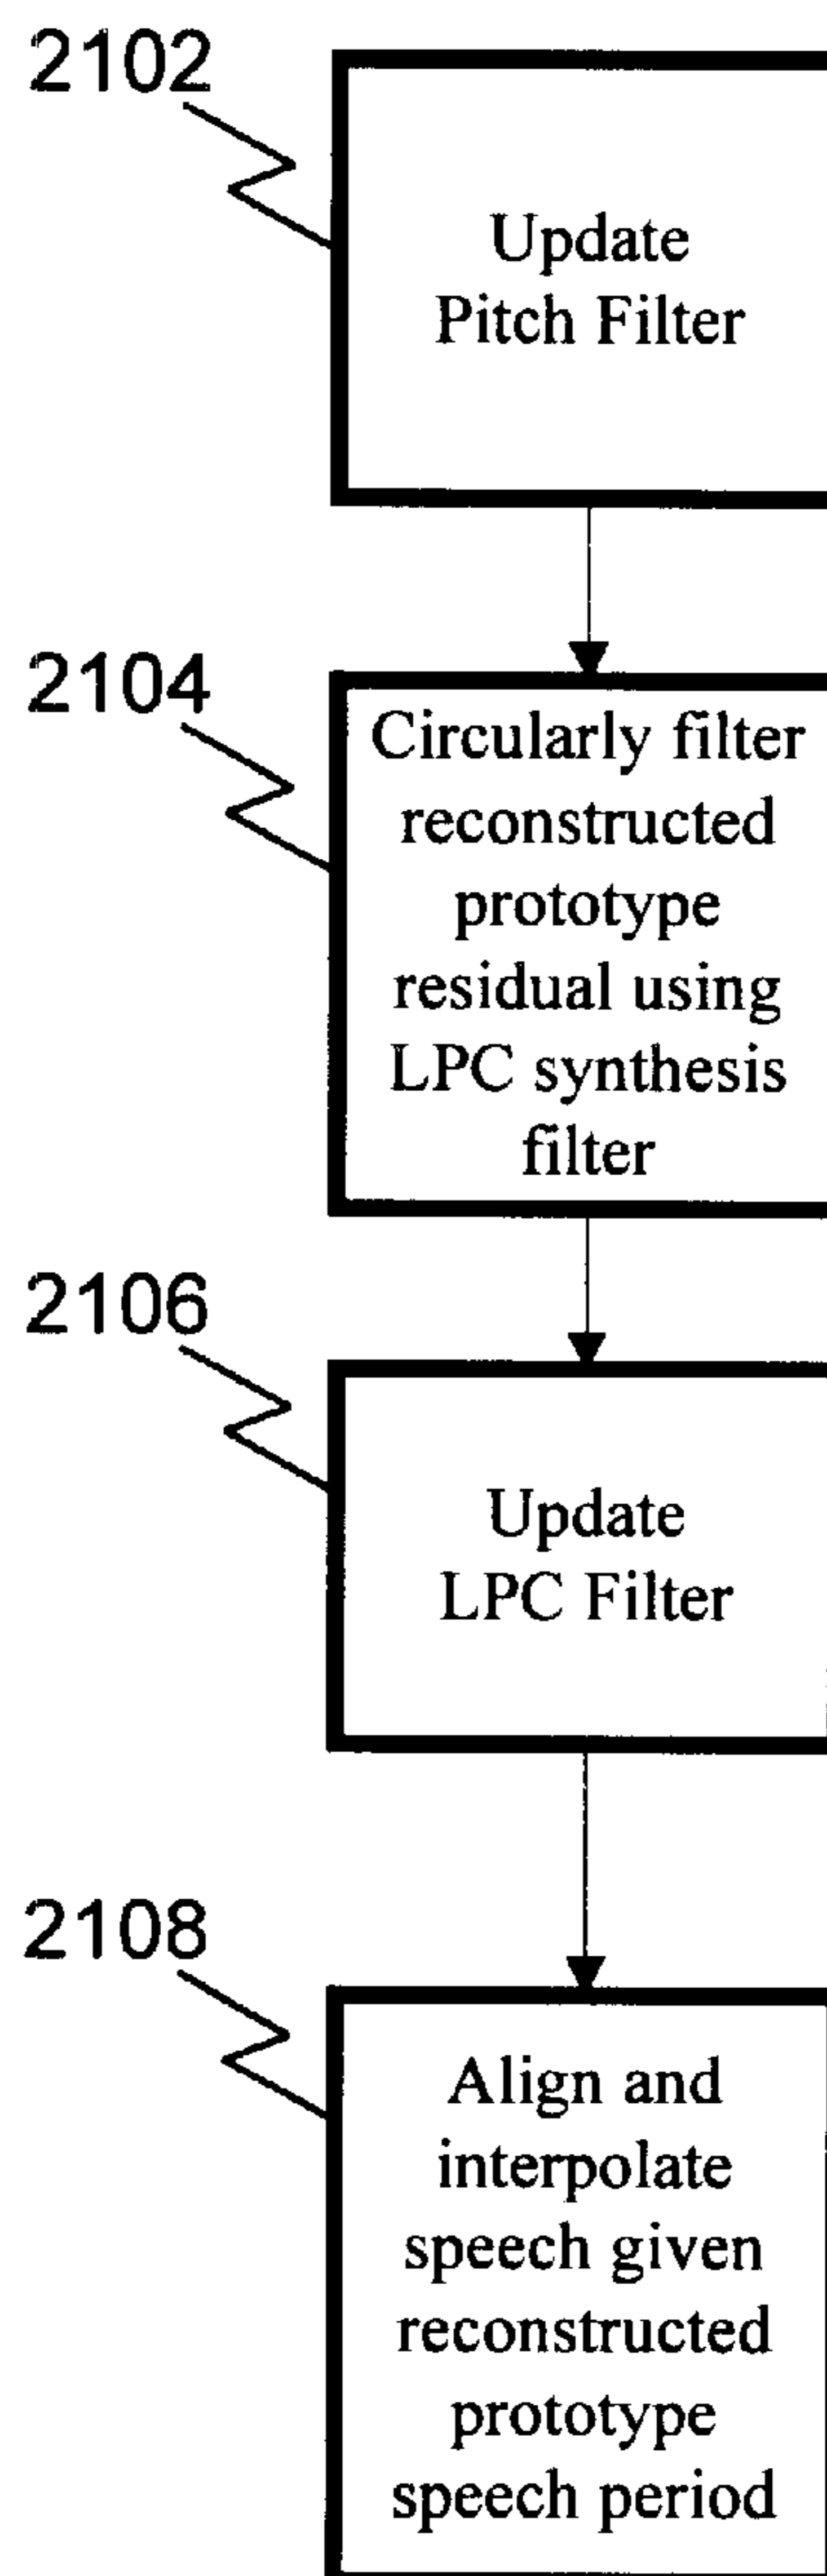 2102
Update
Pitch Filter
2104
Circularly filter
reconstructed
prototype
residual using
LPC synthesis
filter
2106
Update
LPC Filter
2108
Align and
interpolate
speech given
reconstructed
prototype
speech period